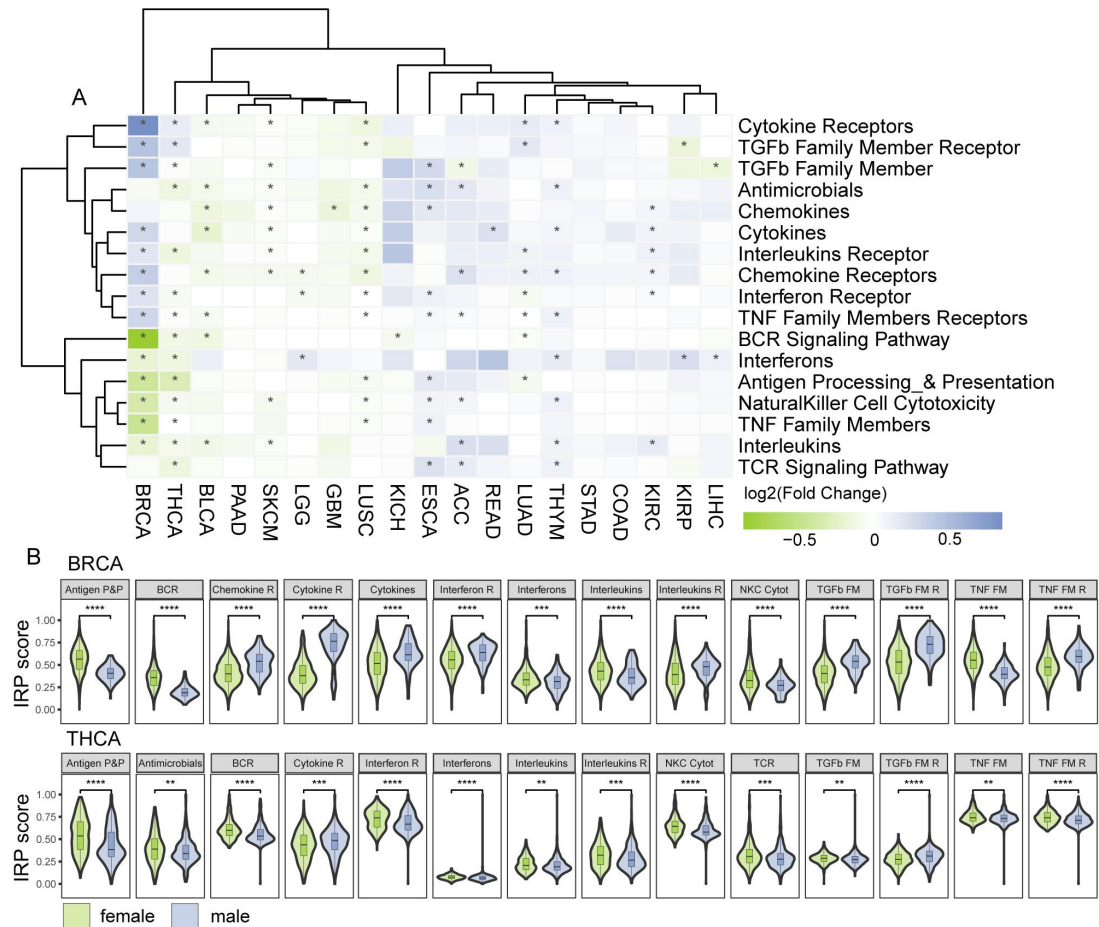 A
Cytokine Receptors
TGFb Family Member Receptor
TGFb Family Member
Antimicrobials
Chemokines
Cytokines
Interleukins Receptor
Chemokine Receptors
Interferon Receptor
TNF Family Members Receptors
BCR Signaling Pathway
Interferons
Antigen Processing_& Presentation
NaturalKiller Cell Cytotoxicity
TNF Family Members
Interleukins
TCR Signaling Pathway
BRCA THCA BLCA PAAD SKCM LGG GBM LUSC KICH ESCA ACC READ LUAD THYM STAD COAD KIRC KIRP LIHC
log2(Fold Change)
−0.5 0 0.5
B
BRCA
Antigen P&P BCR Chemokine R Cytokine R Cytokines Interferon R Interferons Interleukins Interleukins R NKC Cytot TGFb FM TGFb FM R TNF FM TNF FM R
**** **** **** **** **** **** *** **** **** **** **** **** **** ****
IRP score
1.00
0.75
0.50
0.25
0.00
THCA
Antigen P&P Antimicrobials BCR Cytokine R Interferon R Interferons Interleukins Interleukins R NKC Cytot TCR TGFb FM TGFb FM R TNF FM TNF FM R
**** ** **** *** **** **** ** *** **** *** ** **** ** ****
IRP score
1.00
0.75
0.50
0.25
0.00
female male